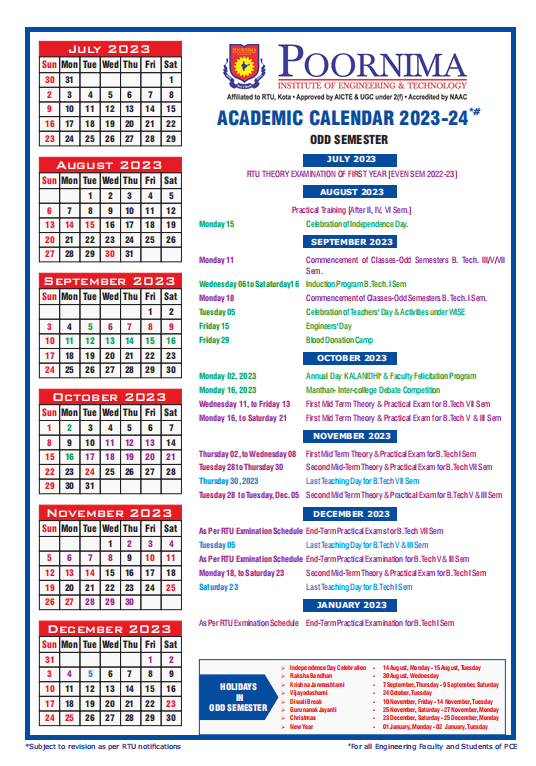 JULY 2023
Sun Mon Tue Wed Thu Fri Sat
30 31 1
2 3 4 5 6 7 8
9 10 11 12 13 14 15
16 17 18 19 20 21 22
23 24 25 26 27 28 29
AUGUST 2023
Sun Mon Tue Wed Thu Fri Sat
1 2 3 4 5
6 7 8 9 10 11 12
13 14 15 16 17 18 19
20 21 22 23 24 25 26
27 28 29 30 31
SEPTEMBER 2023
Sun Mon Tue Wed Thu Fri Sat
1 2
3 4 5 6 7 8 9
10 11 12 13 14 15 16
17 18 19 20 21 22 23
24 25 26 27 28 29 30
OCTOBER 2023
Sun Mon Tue Wed Thu Fri Sat
1 2 3 4 5 6 7
8 9 10 11 12 13 14
15 16 17 18 19 20 21
22 23 24 25 26 27 28
29 30 31
NOVEMBER 2023
Sun Mon Tue Wed Thu Fri Sat
1 2 3 4
5 6 7 8 9 10 11
12 13 14 15 16 17 18
19 20 21 22 23 24 25
26 27 28 29 30
DECEMBER 2023
Sun Mon Tue Wed Thu Fri Sat
31 1 2
3 4 5 6 7 8 9
10 11 12 13 14 15 16
17 18 19 20 21 22 23
24 25 26 27 28 29 30
POORNIMA
INSTITUTE OF ENGINEERING & TECHNOLOGY
Affiliated to RTU, Kota • Approved by AICTE & UGC under 2(f) • Accredited by NAAC
ACADEMIC CALENDAR 2023-24*#
ODD SEMESTER
JULY 2023
RTU THEORY EXAMINATION OF FIRST YEAR [EVEN SEM 2022-23]
AUGUST 2023
Practical Training [After II, IV, VI Sem.]
Monday 15 Celebration of Independence Day.
SEPTEMBER 2023
Monday 11 Commencement of Classes-Odd Semesters B. Tech. III/V/VII
Sem.
Wednesday 06 to Saturday16 Induction Program B.Tech. I Sem
Monday 18 Commencement of Classes-Odd Semesters B. Tech. I Sem.
Tuesday 05 Celebration of Teachers' Day & Activities under WISE
Friday 15 Engineers' Day
Friday 29 Blood Donation Camp
OCTOBER 2023
Monday 02, 2023 Annual Day KALANIDHI' & Faculty Felicitation Program
Monday 16, 2023 Manthan- Inter-college Debate Competition
Wednesday 11, to Friday 13 First Mid Term Theory & Practical Exam for B.Tech VII Sem
Monday 16, to Saturday 21 First Mid Term Theory & Practical Exam for B.Tech V & III Sem
NOVEMBER 2023
Thursday 02, to Wednesday 08 First Mid Term Theory & Practical Exam for B.Tech I Sem
Tuesday 28 to Thursday 30 Second Mid-Term Theory & Practical Exam for B.Tech VII Sem
Thursday 30, 2023 Last Teaching Day for B.Tech VII Sem
Tuesday 28 to Tuesday, Dec. 05 Second Mid-Term Theory & Practical Exam for B.Tech V & III Sem
DECEMBER 2023
As Per RTU Exmination Schedule End-Term Practical Exams for B.Tech VII Sem
Tuesday 05 Last Teaching Day for B.Tech V & III Sem
As Per RTU Exmination Schedule End-Term Practical Examination for B.Tech V & III Sem
Monday 18, to Saturday 23 Second Mid-Term Theory & Practical Exam for B.Tech I Sem
Saturday 23 Last Teaching Day for B.Tech I Sem
JANUARY 2023
As Per RTU Exmination Schedule End-Term Practical Examination for B.Tech I Sem
HOLIDAYS
IN
ODD SEMESTER
Independence Day Celebration - 14 August, Monday - 15 August, Tuesday
Raksha Bandhan - 30 August, Wednesday
Krishna Janmashtami - 7 September, Thursday - 9 September, Saturday
Vijayadashami - 24 October, Tuesday
Diwali Break - 10 November, Friday - 14 November, Tuesday
Gurunanak Jayanti - 25 November, Saturday - 27 November, Monday
Christmas - 23 December, Saturday - 25 December, Monday
New Year - 01 January, Monday - 02 January, Tuesday
*Subject to revision as per RTU notifications
*For all Engineering Faculty and Students of PCE